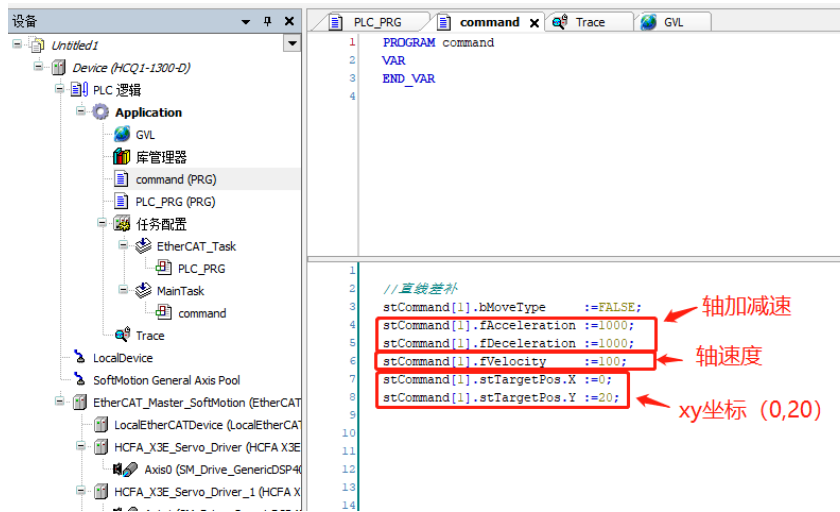 设备
Untitled1
Device (HCQ1-1300-D)
PLC 逻辑
Application
GVL
库管理器
command (PRG)
PLC_PRG (PRG)
任务配置
EtherCAT_Task
PLC_PRG
MainTask
command
Trace
LocalDevice
SoftMotion General Axis Pool
EtherCAT_Master_SoftMotion (EtherCAT
LocalEtherCATDevice (LocalEtherCAT
HCFA_X3E_Servo_Driver (HCFA X3E
Axis0 (SM_Drive_GenericDSP40
HCFA_X3E_Servo_Driver_1 (HCFA X
PLC_PRG command Trace GVL
1 PROGRAM command
2 VAR
3 END_VAR
4
1
2 //直线差补
3 stCommand[1].bMoveType :=FALSE;
4 stCommand[1].fAcceleration :=1000;
5 stCommand[1].fDeceleration :=1000;
6 stCommand[1].fVelocity :=100;
7 stCommand[1].stTargetPos.X :=0;
8 stCommand[1].stTargetPos.Y :=20;
9
10
11
12
13
14
轴加减速
轴速度
xy坐标（0,20）